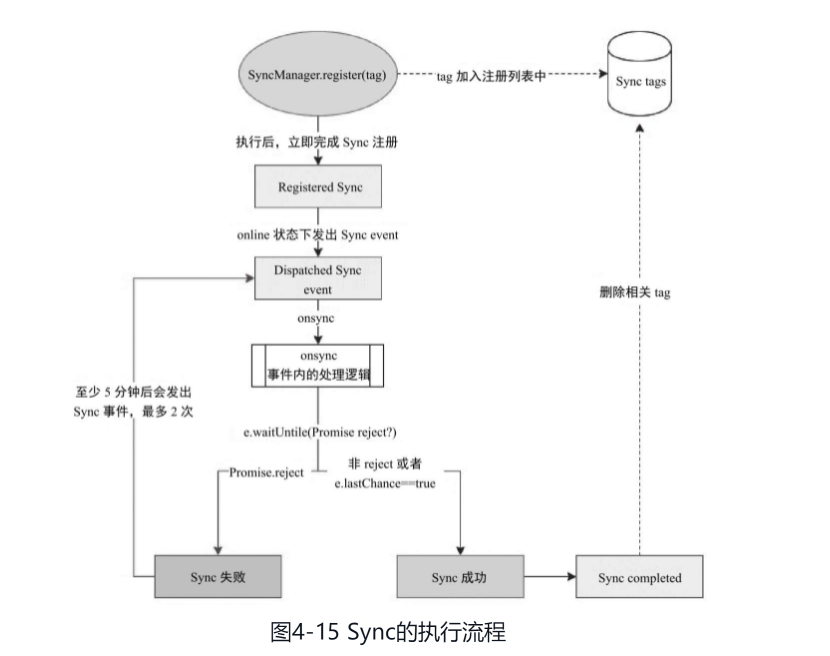 SyncManager.register(tag)
tag 加入注册列表中
Sync tags
执行后，立即完成 Sync 注册
Registered Sync
online 状态下发出 Sync event
Dispatched Sync
event
onsync
onsync
事件内的处理逻辑
删除相关 tag
至少 5 分钟后会发出
Sync 事件，最多 2 次
e.waitUntile(Promise reject?)
Promise.reject
非 reject 或者
e.lastChance==true
Sync 失败
Sync 成功
Sync completed
图4-15 Sync的执行流程